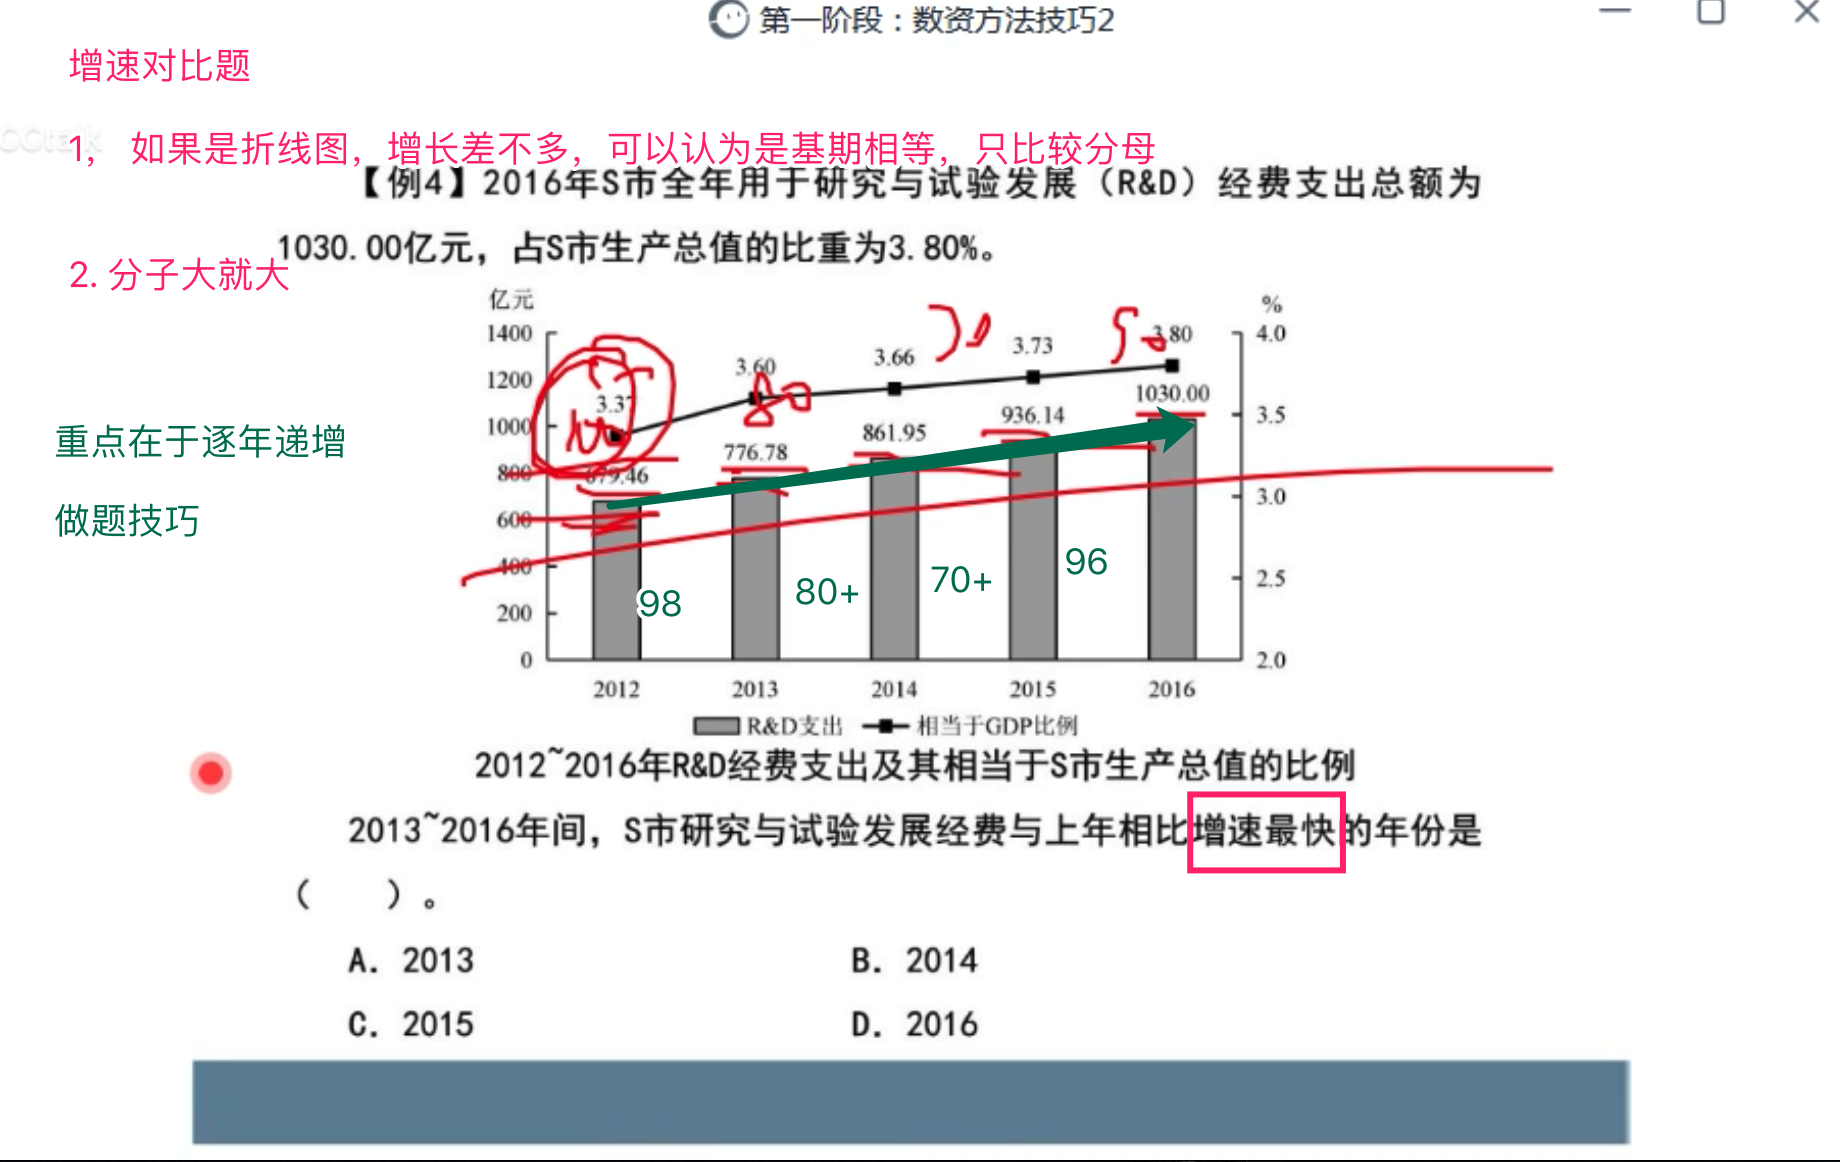 第一阶段：数资方法技巧2
增速对比题
CCtalk
1， 如果是折线图，增长差不多，可以认为是基期相等，只比较分母
【例4】2016年S市全年用于研究与试验发展（R&D）经费支出总额为
1030.00亿元，占S市生产总值的比重为3.80%。
2. 分子大就大
重点在于逐年递增
做题技巧
亿元
%
1400
1200
1000
800
600
400
200
0
4.0
3.5
3.0
2.5
2.0
3.37
3.60
3.66
3.73
3.80
679.46
776.78
861.95
936.14
1030.00
80
50
98
80+
70+
96
2012
2013
2014
2015
2016
R&D支出
相当于GDP比例
2012~2016年R&D经费支出及其相当于S市生产总值的比例
2013~2016年间，S市研究与试验发展经费与上年相比增速最快的年份是
（ ）。
A. 2013
B. 2014
C. 2015
D. 2016